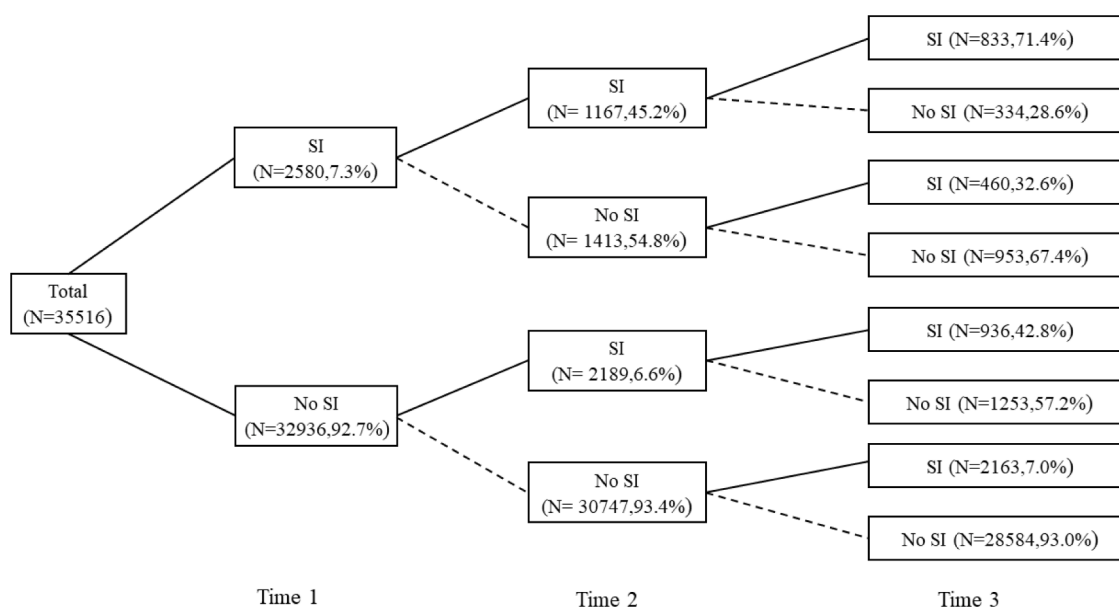 SI (N=833,71.4%)
SI
(N= 1167,45.2%)
No SI (N=334,28.6%)
SI
(N=2580,7.3%)
SI (N=460,32.6%)
No SI
(N= 1413,54.8%)
No SI (N=953,67.4%)
Total
(N=35516)
SI (N=936,42.8%)
SI
(N= 2189,6.6%)
No SI
(N=32936,92.7%)
No SI (N=1253,57.2%)
SI (N=2163,7.0%)
No SI
(N= 30747,93.4%)
No SI (N=28584,93.0%)
Time 1
Time 2
Time 3